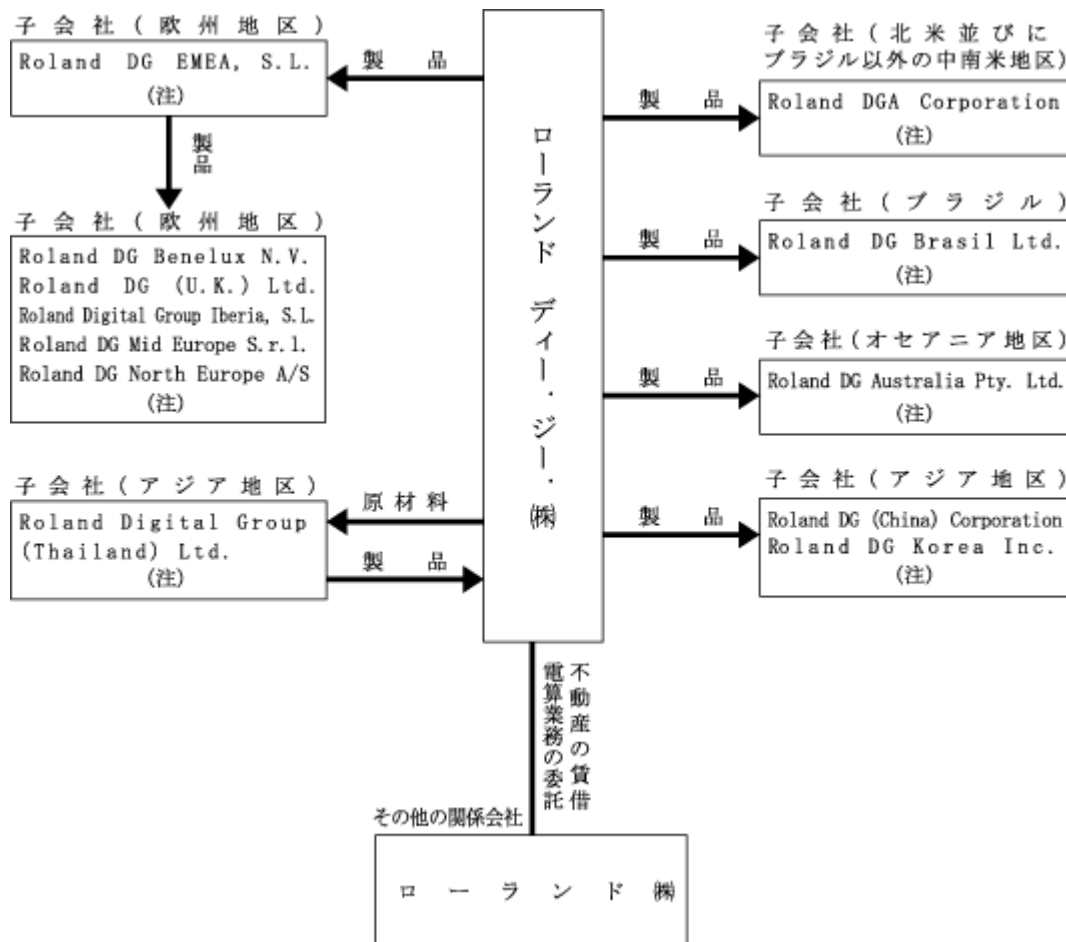 子会社(欧州地区)
Roland DG EMEA, S.L.
(注)
製品
製品
子会社(欧州地区)
Roland DG Benelux N.V.
Roland DG (U.K.) Ltd.
Roland Digital Group Iberia, S.L.
Roland DG Mid Europe S.r.l.
Roland DG North Europe A/S
(注)
子会社(アジア地区)
Roland Digital Group
(Thailand) Ltd.
(注)
原材料
製品
ローランド ディー.ジー.㈱
子会社(北米並びに
ブラジル以外の中南米地区)
製品
Roland DGA Corporation
(注)
子会社(ブラジル)
製品
Roland DG Brasil Ltd.
(注)
子会社(オセアニア地区)
製品
Roland DG Australia Pty. Ltd.
(注)
子会社(アジア地区)
製品
Roland DG (China) Corporation
Roland DG Korea Inc.
(注)
不動産の賃借
電算業務の委託
その他の関係会社
ローランド㈱